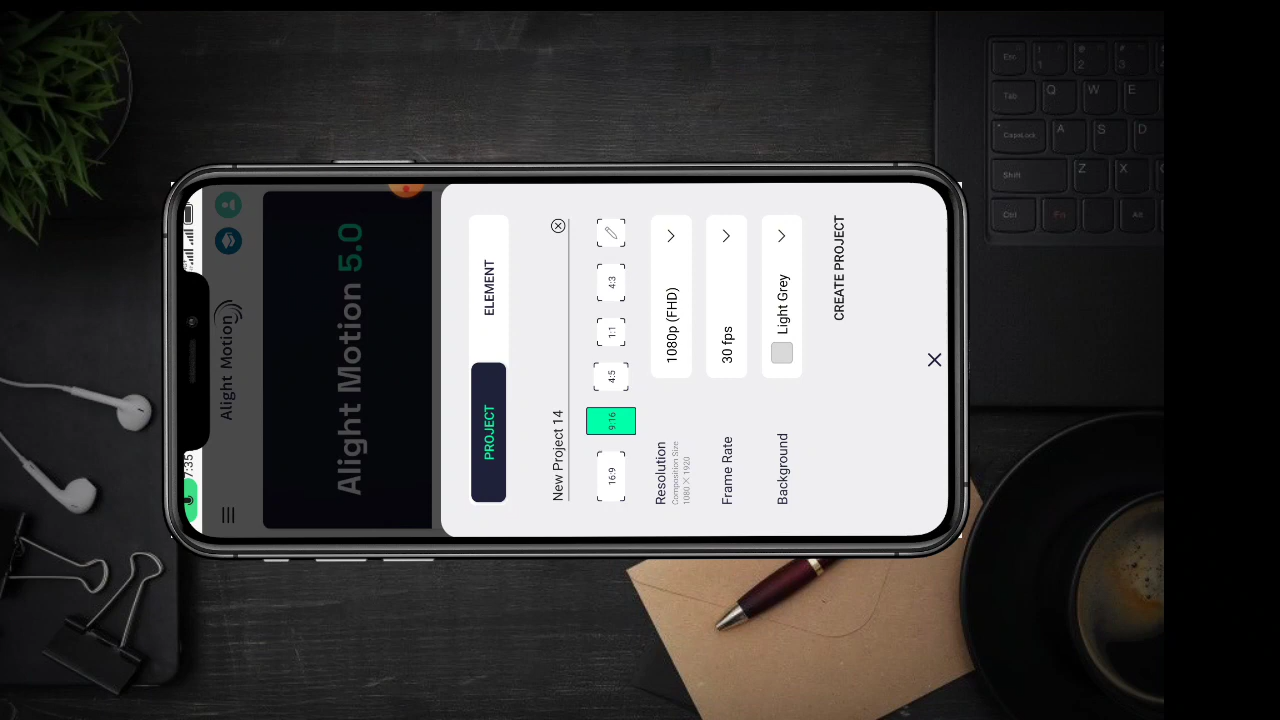 7:35
Alight Motion
Alight Motion 5.0
PROJECT ELEMENT
New Project 14
16:9 9:16 4:5 1:1 4:3
Resolution 1080p (FHD)
Composition Size
1080 X 1920
Frame Rate 30 fps
Background Light Grey
CREATE PROJECT
Esc 1 2 3 4
Tab Q W E
CapsLock A S D
Shift Z X
Ctrl Fn Alt